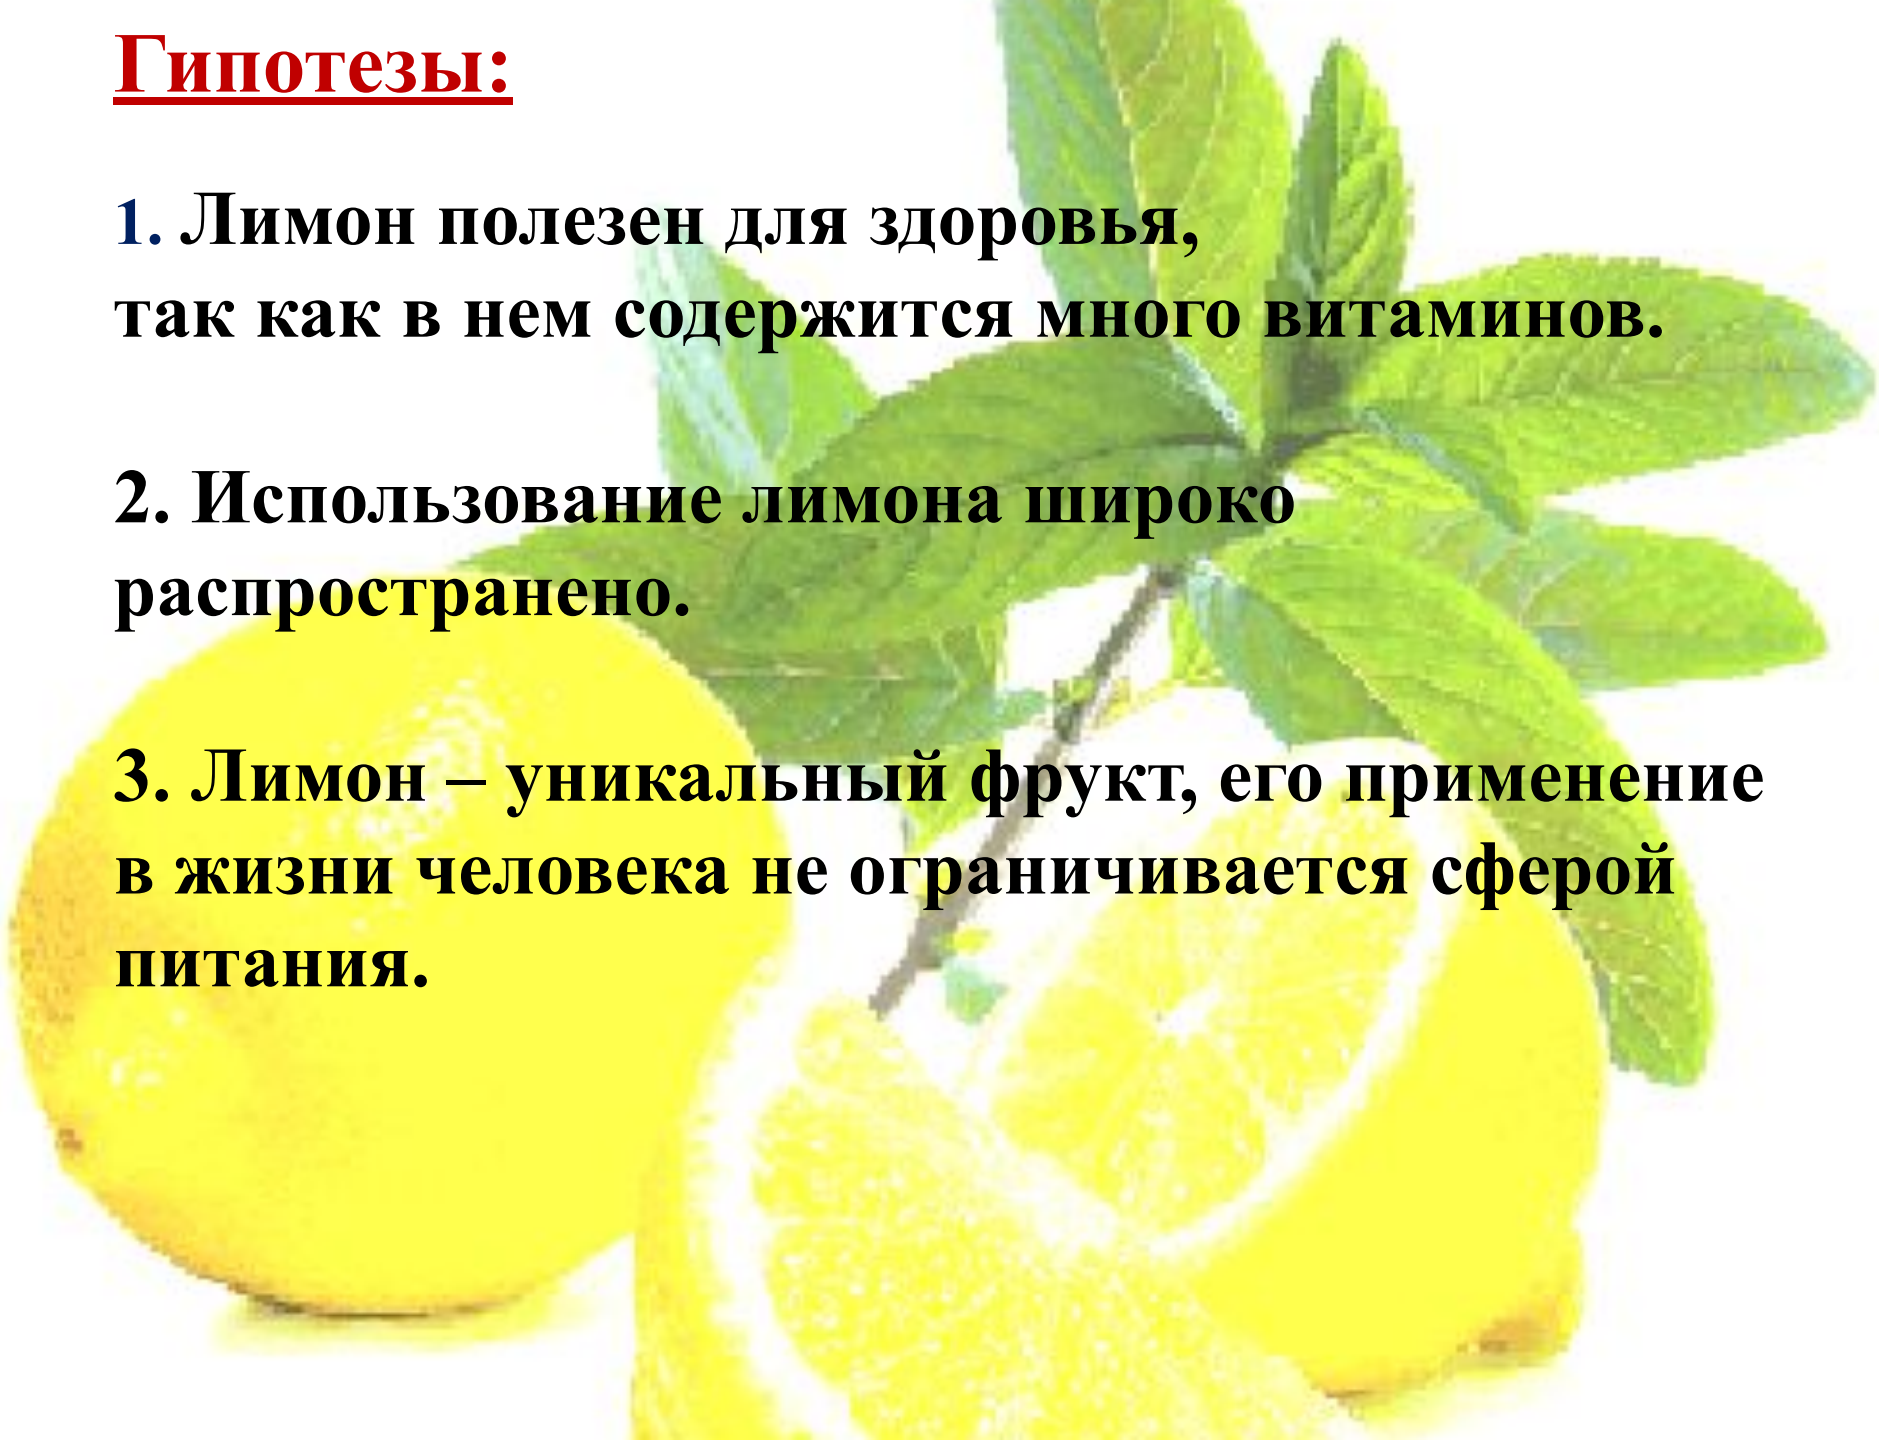 Гипотезы:
1. Лимон полезен для здоровья,
так как в нем содержится много витаминов.
2. Использование лимона широко
распространено.
3. Лимон – уникальный фрукт, его применение
в жизни человека не ограничивается сферой
питания.